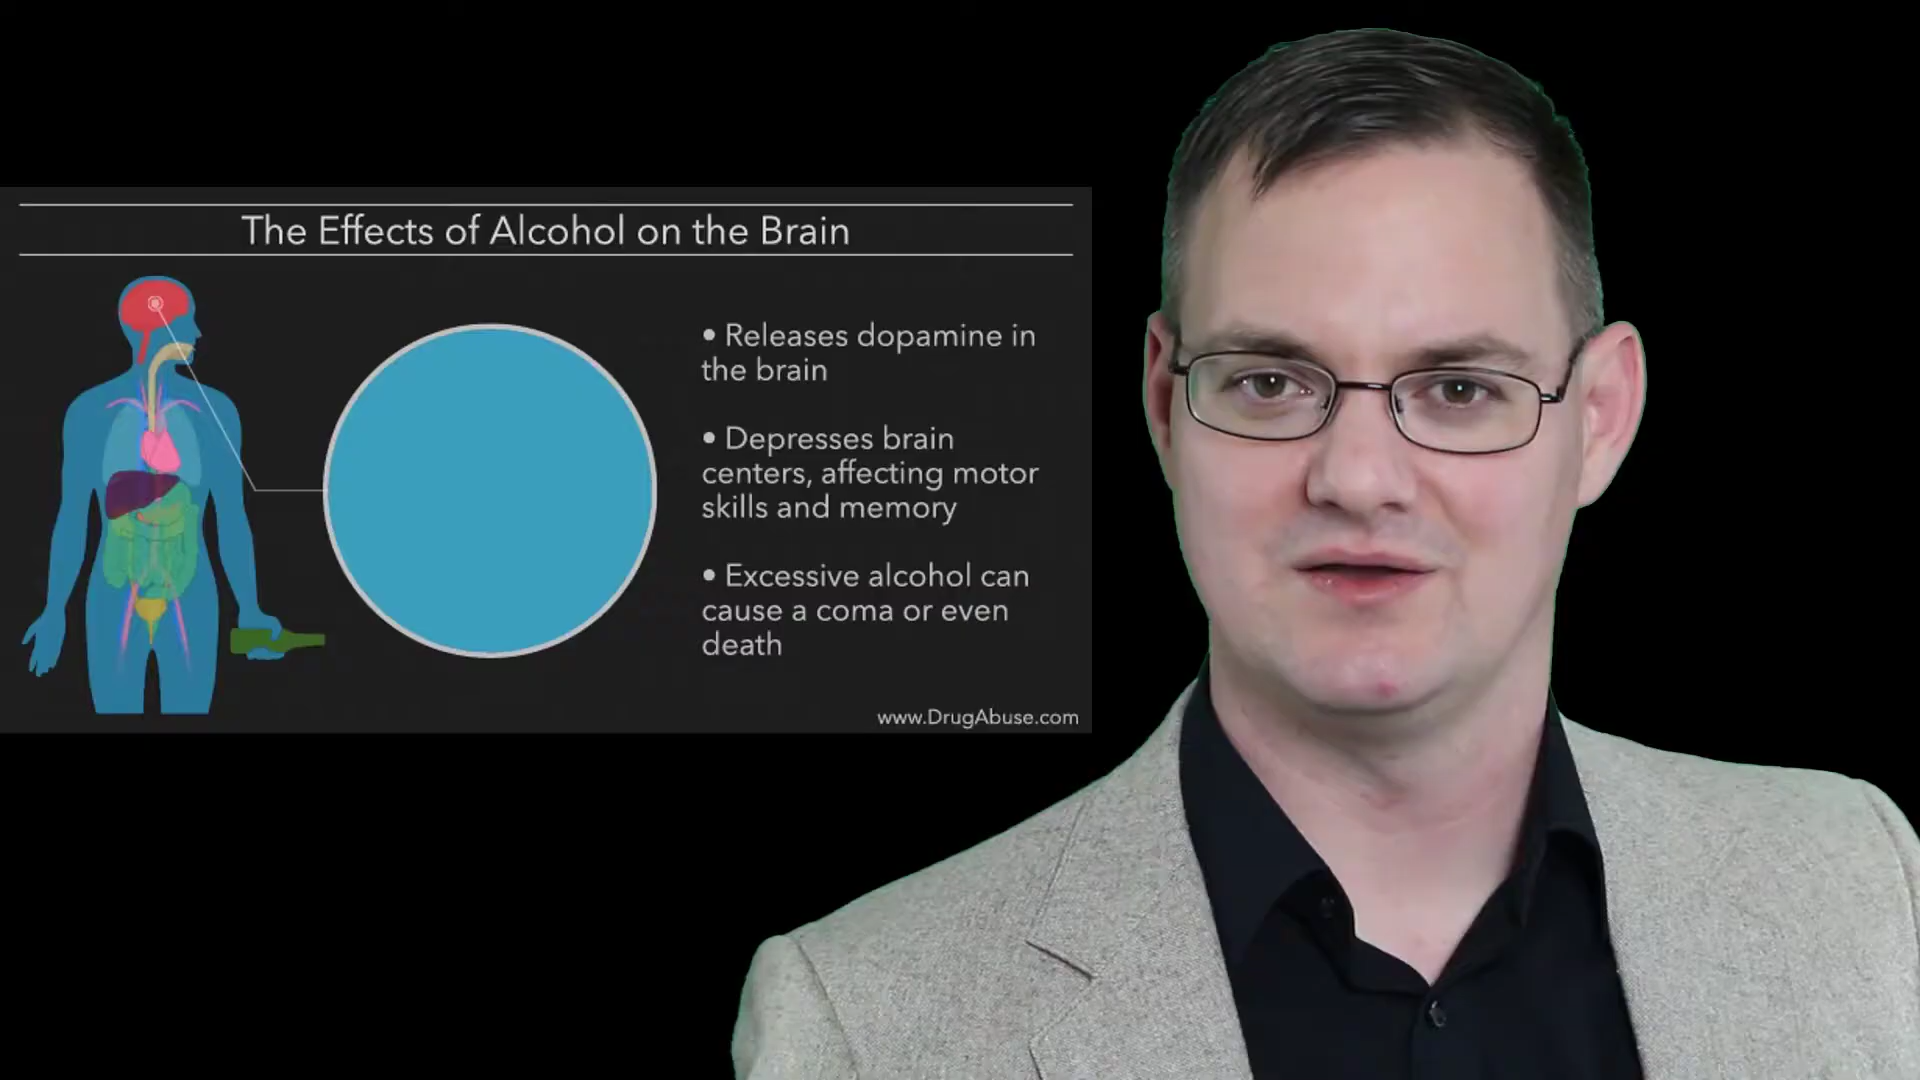 The Effects of Alcohol on the Brain
• Releases dopamine in
the brain
• Depresses brain
centers, affecting motor
skills and memory
• Excessive alcohol can
cause a coma or even
death
www.DrugAbuse.com